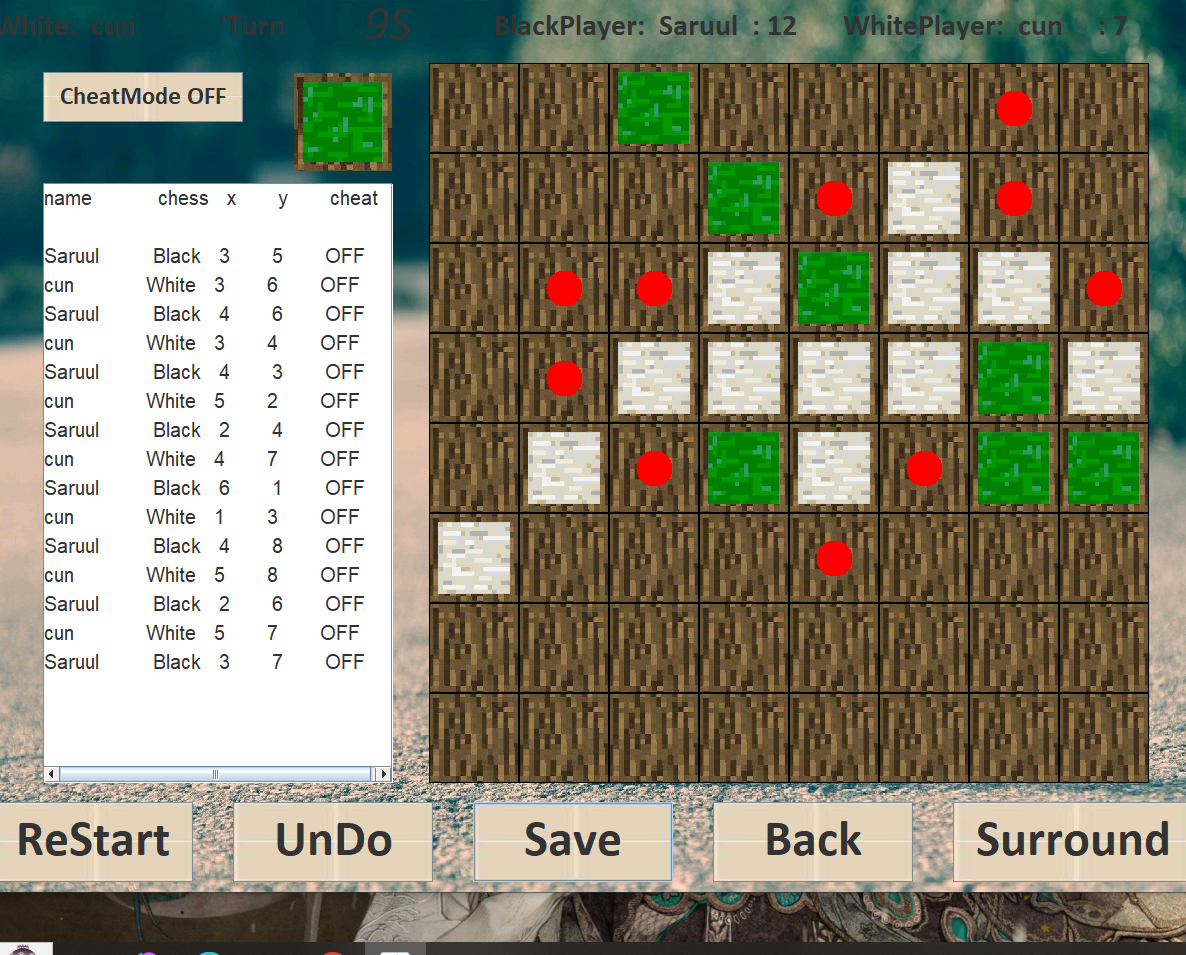 White: cun 'Turn 9S BlackPlayer: Saruul : 12 WhitePlayer: cun : 7
CheatMode OFF
name chess x y cheat
Saruul Black 3 5 OFF
cun White 3 6 OFF
Saruul Black 4 6 OFF
cun White 3 4 OFF
Saruul Black 4 3 OFF
cun White 5 2 OFF
Saruul Black 2 4 OFF
cun White 4 7 OFF
Saruul Black 6 1 OFF
cun White 1 3 OFF
Saruul Black 4 8 OFF
cun White 5 8 OFF
Saruul Black 2 6 OFF
cun White 5 7 OFF
Saruul Black 3 7 OFF
ReStart UnDo Save Back Surround